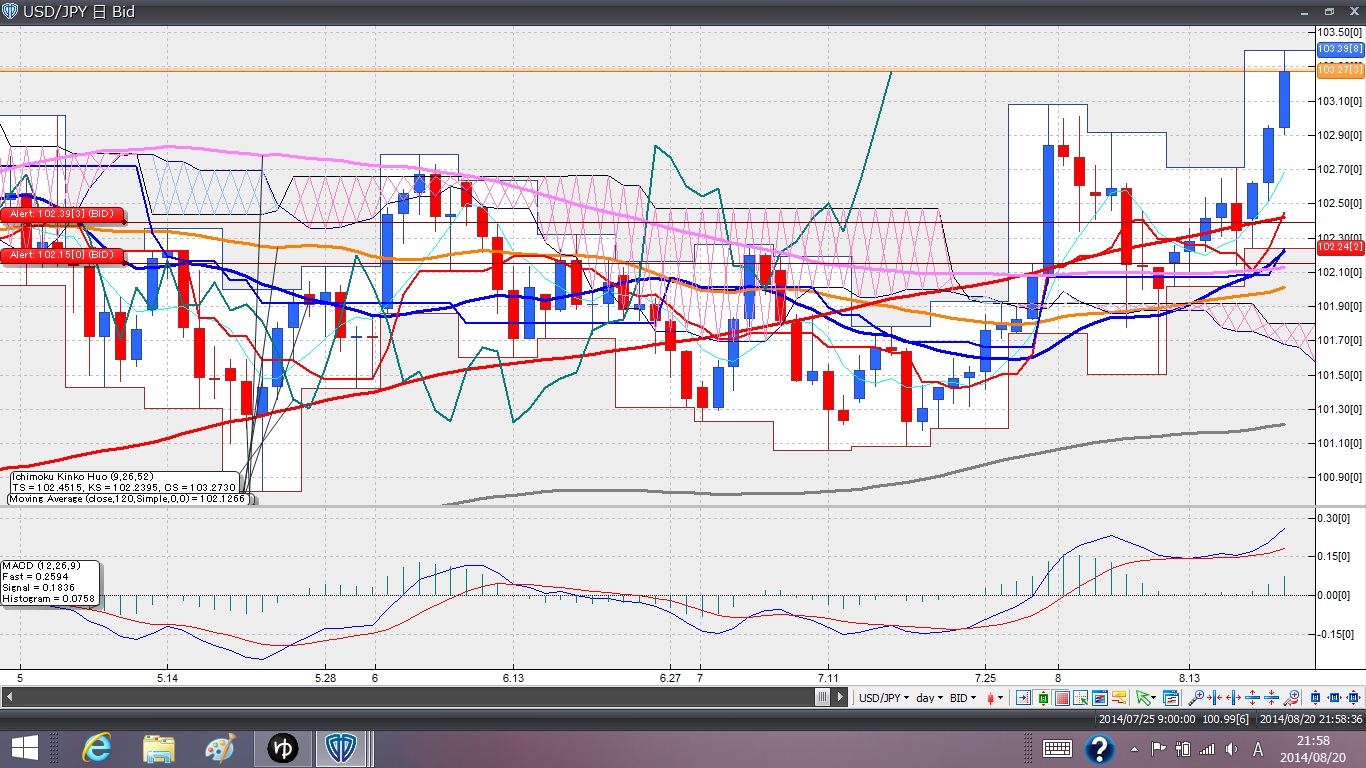 USD/JPY 日 Bid
103.50[0]
103.39[8]
103.27[3]
103.10[0]
102.90[0]
102.70[0]
102.50[0]
102.30[0]
102.24[2]
102.10[0]
101.90[0]
101.70[0]
101.50[0]
101.30[0]
101.10[0]
100.90[0]
Alert: 102.39[3] (BID)
Alert: 102.15[0] (BID)
Ichimoku Kinko Huo (9,26,52)
TS = 102.4515, KS = 102.2395, CS = 103.2730
Moving Average (close,120,Simple,0,0) = 102.1266
0.30[0]
0.15[0]
0.00[0]
-0.15[0]
MACD (12,26,9)
Fast = 0.2594
Signal = 0.1836
Histogram = 0.0758
5 5.14 5.28 6 6.13 6.27 7 7.11 7.25 8 8.13
USD/JPY day BID
2014/07/25 9:00:00 100.99[6] 2014/08/20 21:58:36
ゆ
A
21:58
2014/08/20